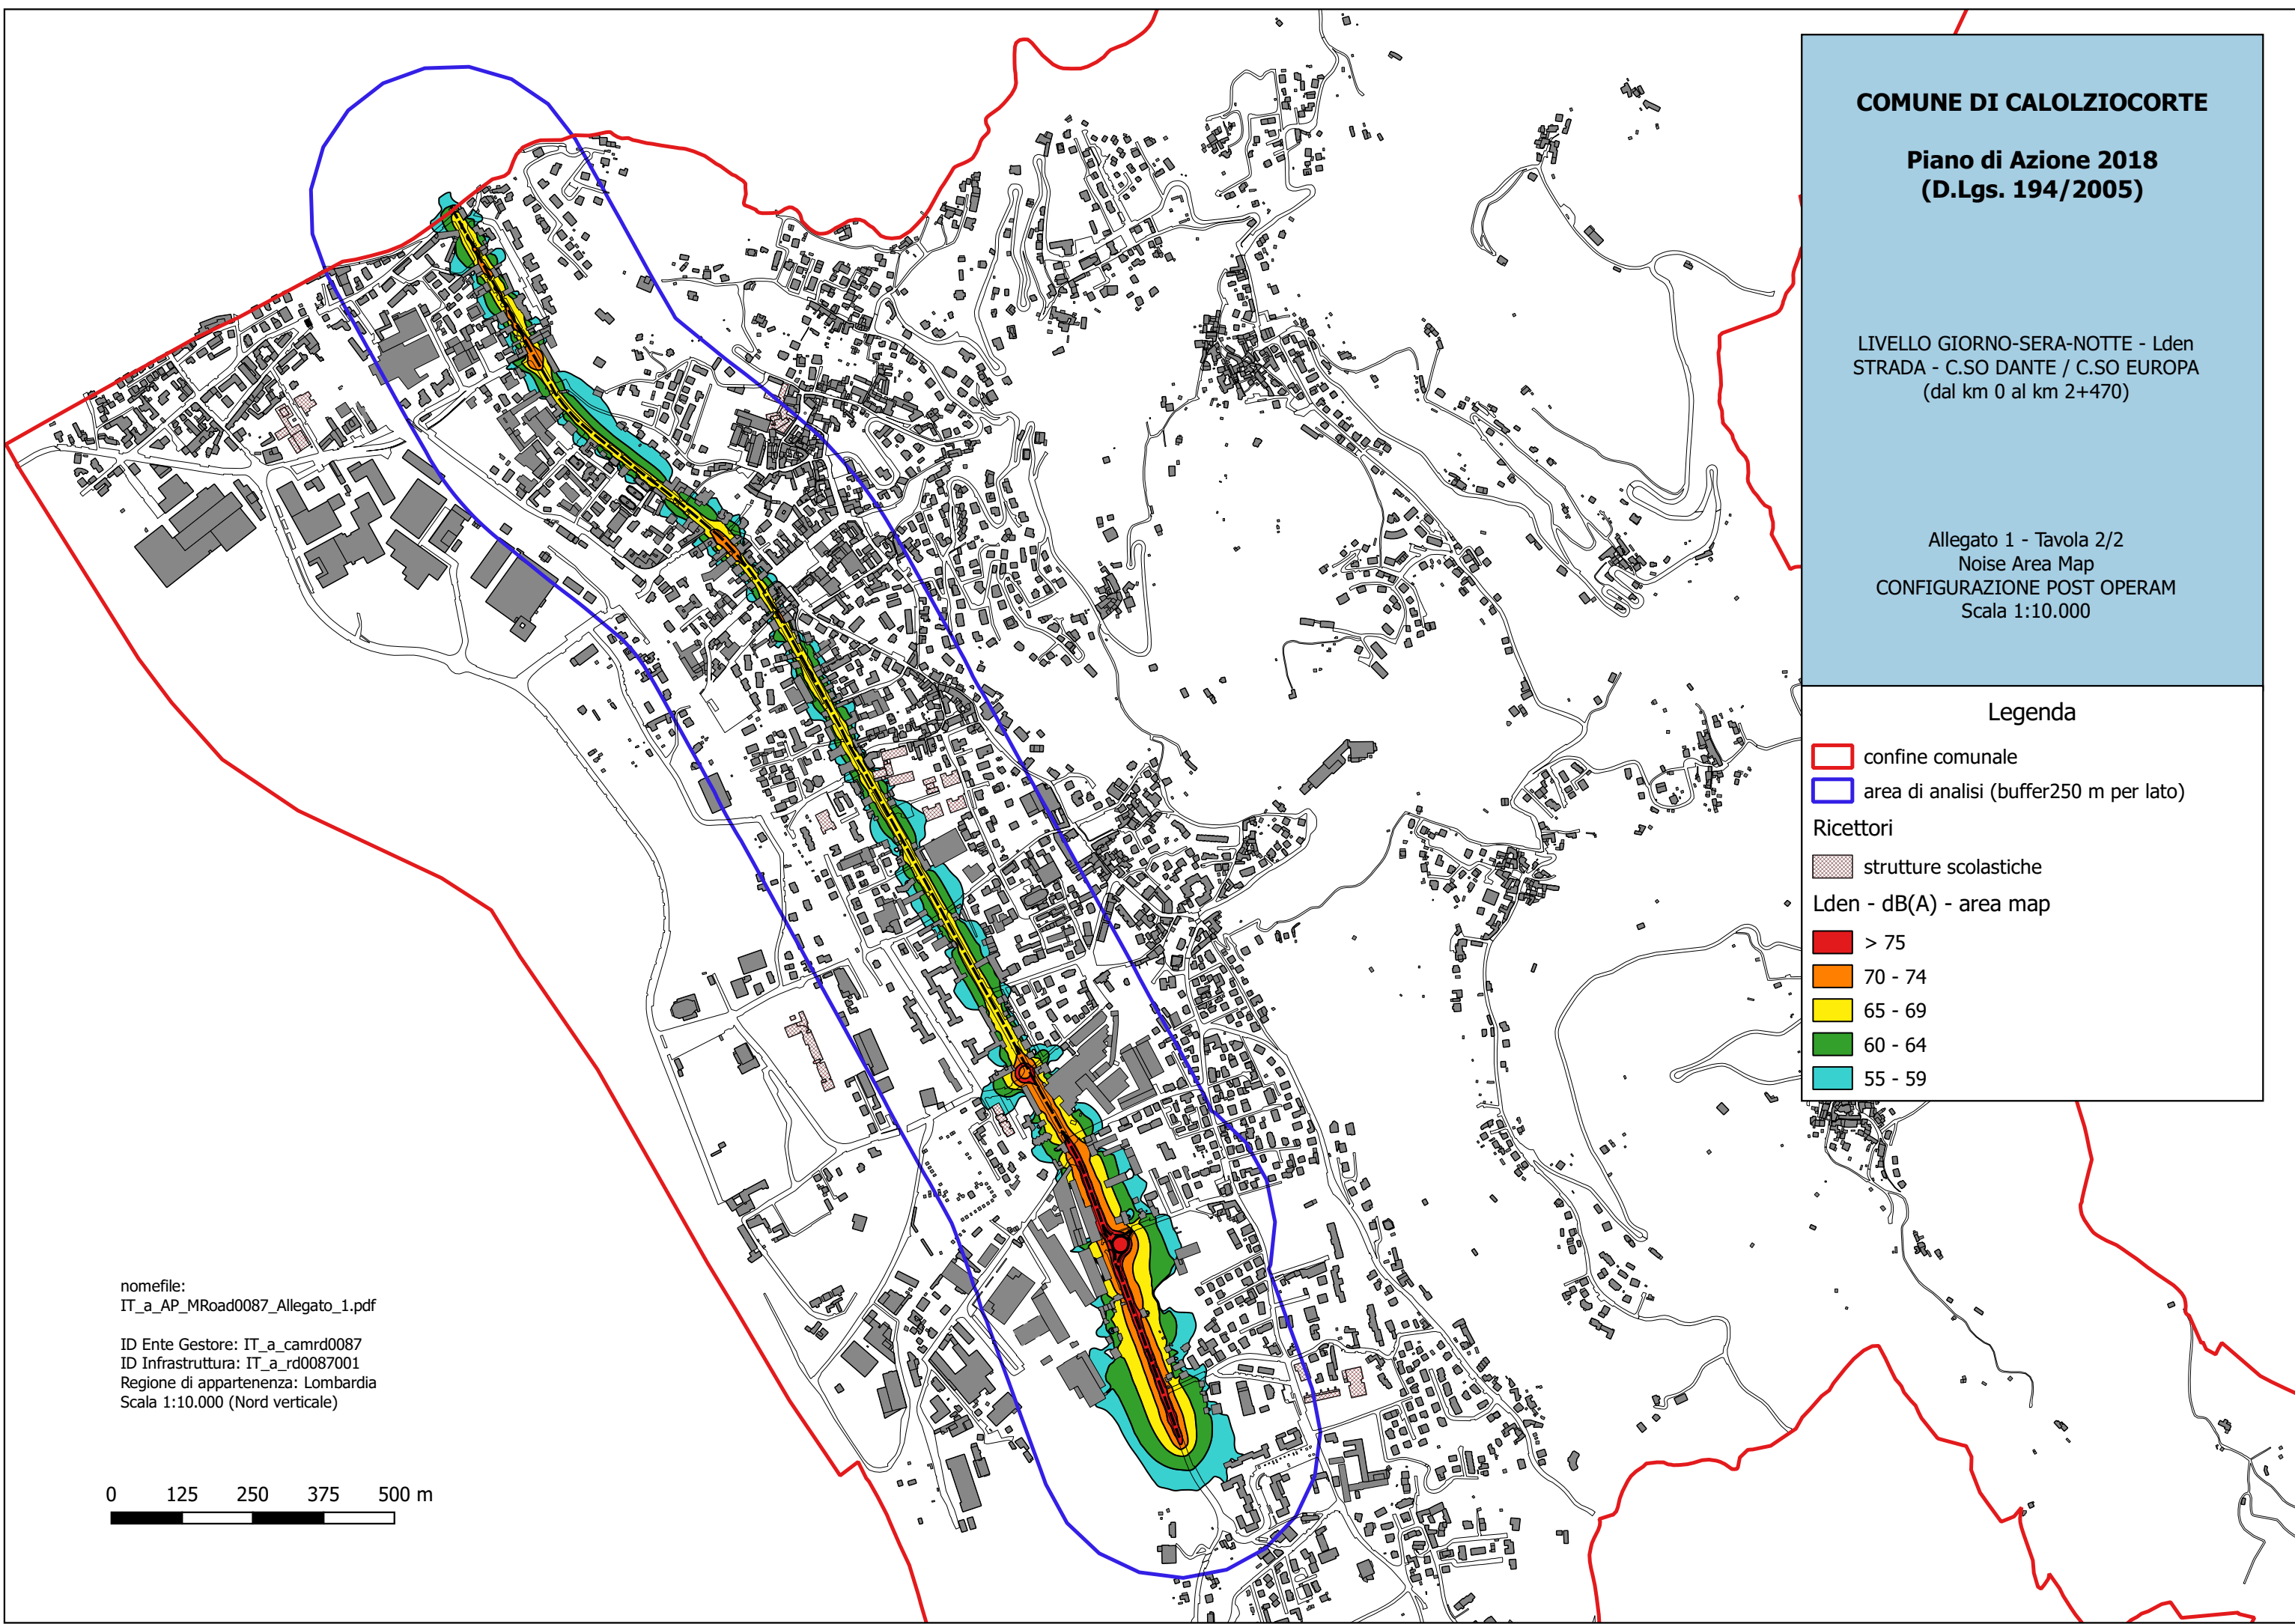 COMUNE DI CALOLZIOCORTE
Piano di Azione 2018
(D.Lgs. 194/2005)
LIVELLO GIORNO-SERA-NOTTE - Lden
STRADA - C.SO DANTE / C.SO EUROPA
(dal km 0 al km 2+470)
Allegato 1 - Tavola 2/2
Noise Area Map
CONFIGURAZIONE POST OPERAM
Scala 1:10.000
Legenda
confine comunale
area di analisi (buffer250 m per lato)
Ricettori
strutture scolastiche
Lden - dB(A) - area map
> 75
70 - 74
65 - 69
60 - 64
55 - 59
nomefile:
IT_a_AP_MRoad0087_Allegato_1.pdf
ID Ente Gestore: IT_a_camrd0087
ID Infrastruttura: IT_a_rd0087001
Regione di appartenenza: Lombardia
Scala 1:10.000 (Nord verticale)
0 125 250 375 500 m